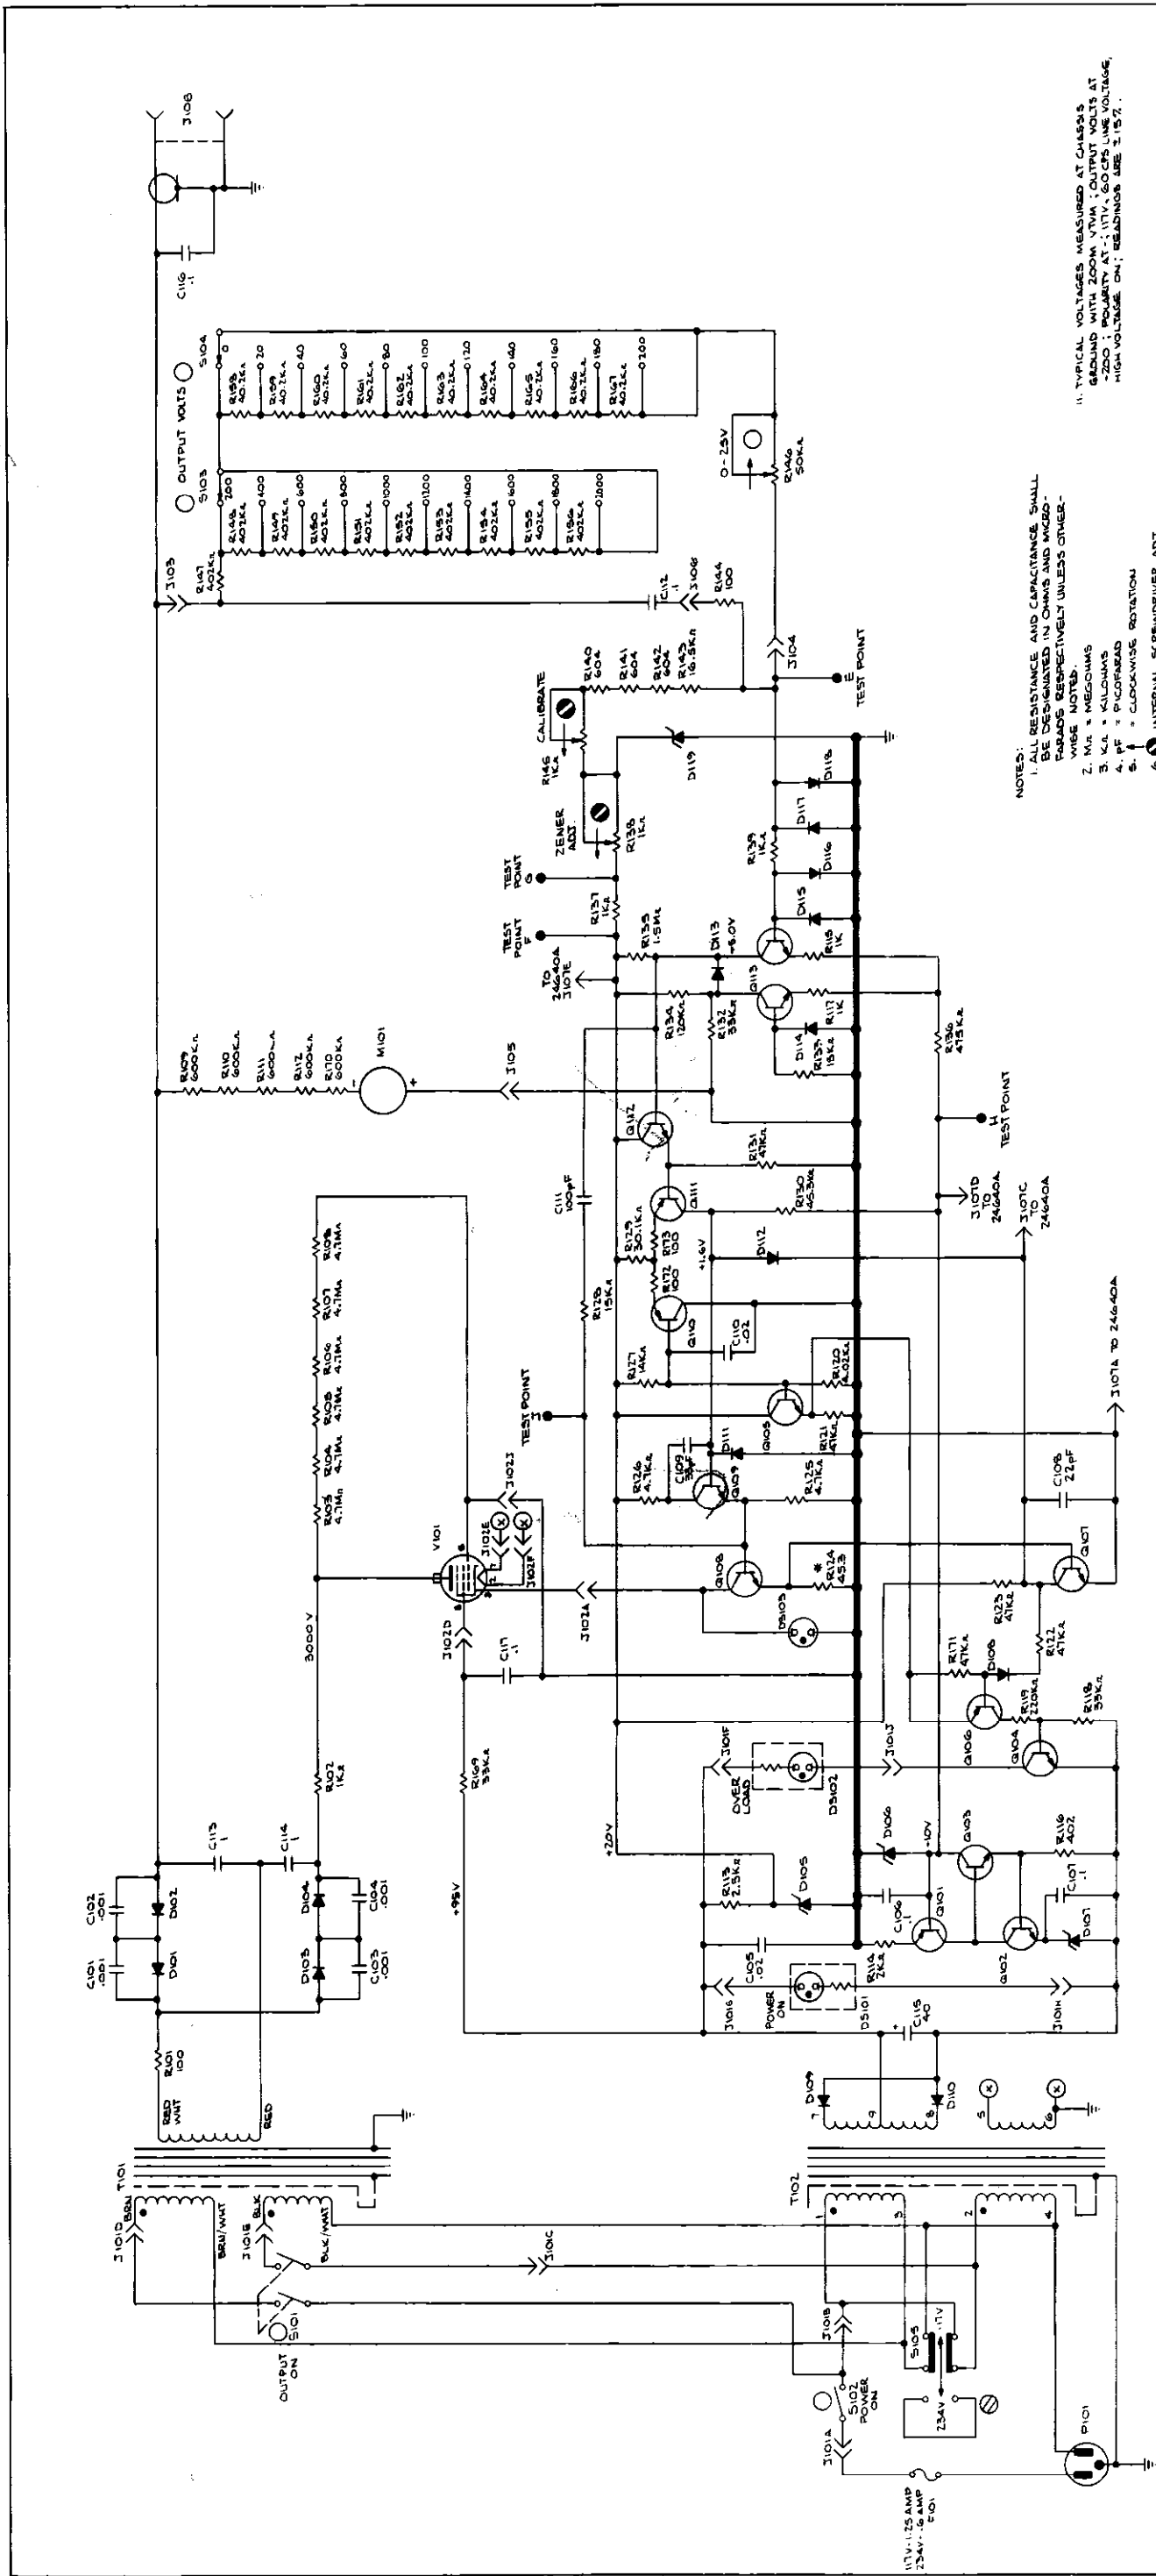 J108
C116
.1
OUTPUT VOLTS
S103
S104
R158
40.2KΩ
R159
40.2KΩ
R160
40.2KΩ
R161
40.2KΩ
R162
40.2KΩ
R163
40.2KΩ
R164
40.2KΩ
R165
40.2KΩ
R166
40.2KΩ
R167
40.2KΩ
0
20
40
60
80
100
120
140
160
180
200
R147
402KΩ
R148
402KΩ
R149
402KΩ
R150
402KΩ
R151
402KΩ
R152
402KΩ
R153
402KΩ
R154
402KΩ
R155
402KΩ
R156
402KΩ
200
400
600
800
1000
1200
1400
1600
1800
2000
0-25V
R146
50KΩ
J103
C112
.1
J106
R144
100
J104
E
TEST POINT
R140
604
R141
604
R142
604
R143
16.5KΩ
CALIBRATE
R145
1KΩ
ZENER
ADJ.
R138
1KΩ
D119
D118
D117
D116
D115
R139
1KΩ
TEST
POINT
G
R137
1KΩ
TEST
POINT
F
TO
24640A
J107E
R135
1.5MΩ
D113
+6.0V
Q113
R115
1K
R134
120KΩ
R132
33KΩ
R117
1K
D114
R133
15KΩ
R136
475KΩ
R109
600KΩ
R110
600KΩ
R111
600KΩ
R112
600KΩ
R170
600KΩ
M101
-
+
J105
Q112
R131
47KΩ
H
TEST POINT
C111
100pF
Q111
R130
45.3KΩ
R129
30.1KΩ
R173
100
R172
100
+1.6V
D112
J107D
TO
24640A
J107C
TO
24640A
R128
15KΩ
Q110
C110
.02
R127
14KΩ
R120
4.02KΩ
Q105
R121
47KΩ
J107A TO 24640A
TEST POINT
J
R126
4.7KΩ
C109
38pF
D111
Q109
R125
4.7KΩ
C108
22pF
R108
4.7MΩ
R107
4.7MΩ
R106
4.7MΩ
R105
4.7MΩ
R104
4.7MΩ
R103
4.7MΩ
3000V
R102
1KΩ
V101
J102J
J102E
J102F
X
X
J102D
J102A
C117
.1
Q108
*
R124
45.3
DS103
Q107
R123
47KΩ
R122
47KΩ
R171
47KΩ
D108
R119
220KΩ
R118
33KΩ
Q106
Q104
R169
33KΩ
J101F
OVER
LOAD
DS102
J101J
+20V
+95V
D106
-10V
Q103
R116
402
R113
2.5KΩ
D105
C106
.1
Q101
C107
.1
C105
.02
R114
2KΩ
Q102
D107
J101G
POWER
ON
DS101
J101H
C115
40
+
C113
.1
C114
.1
C102
.001
D102
C101
.001
D101
D104
C104
.001
D103
C103
.001
R101
100
RED
WHT
RED
T101
J101D
BRN
BRN/WHT
J101E
BLK
BLK/WHT
S101
OUTPUT
ON
J101C
T102
D109
D110
7
9
8
5
6
X
X
1
3
2
4
J101B
S102
POWER
ON
J101A
S105
234V
117V-1.25AMP
234V-.6AMP
F101
P101
NOTES:
1. ALL RESISTANCE AND CAPACITANCE SHALL
BE DESIGNATED IN OHMS AND MICRO-
FARADS RESPECTIVELY UNLESS OTHER-
WISE NOTED.
2. MΩ = MEGOHMS
3. KΩ = KILOHMS
4. pF = PICOFARAD
5. = CLOCKWISE ROTATION
11. TYPICAL VOLTAGES MEASURED AT CHASSIS
GROUND WITH 200Ω/V VTVM; OUTPUT VOLTS AT
-200; POLARITY AT -; 117V, 60 CPS LINE VOLTAGE,
HIGH VOLTAGE ON; READINGS ARE ±15%.